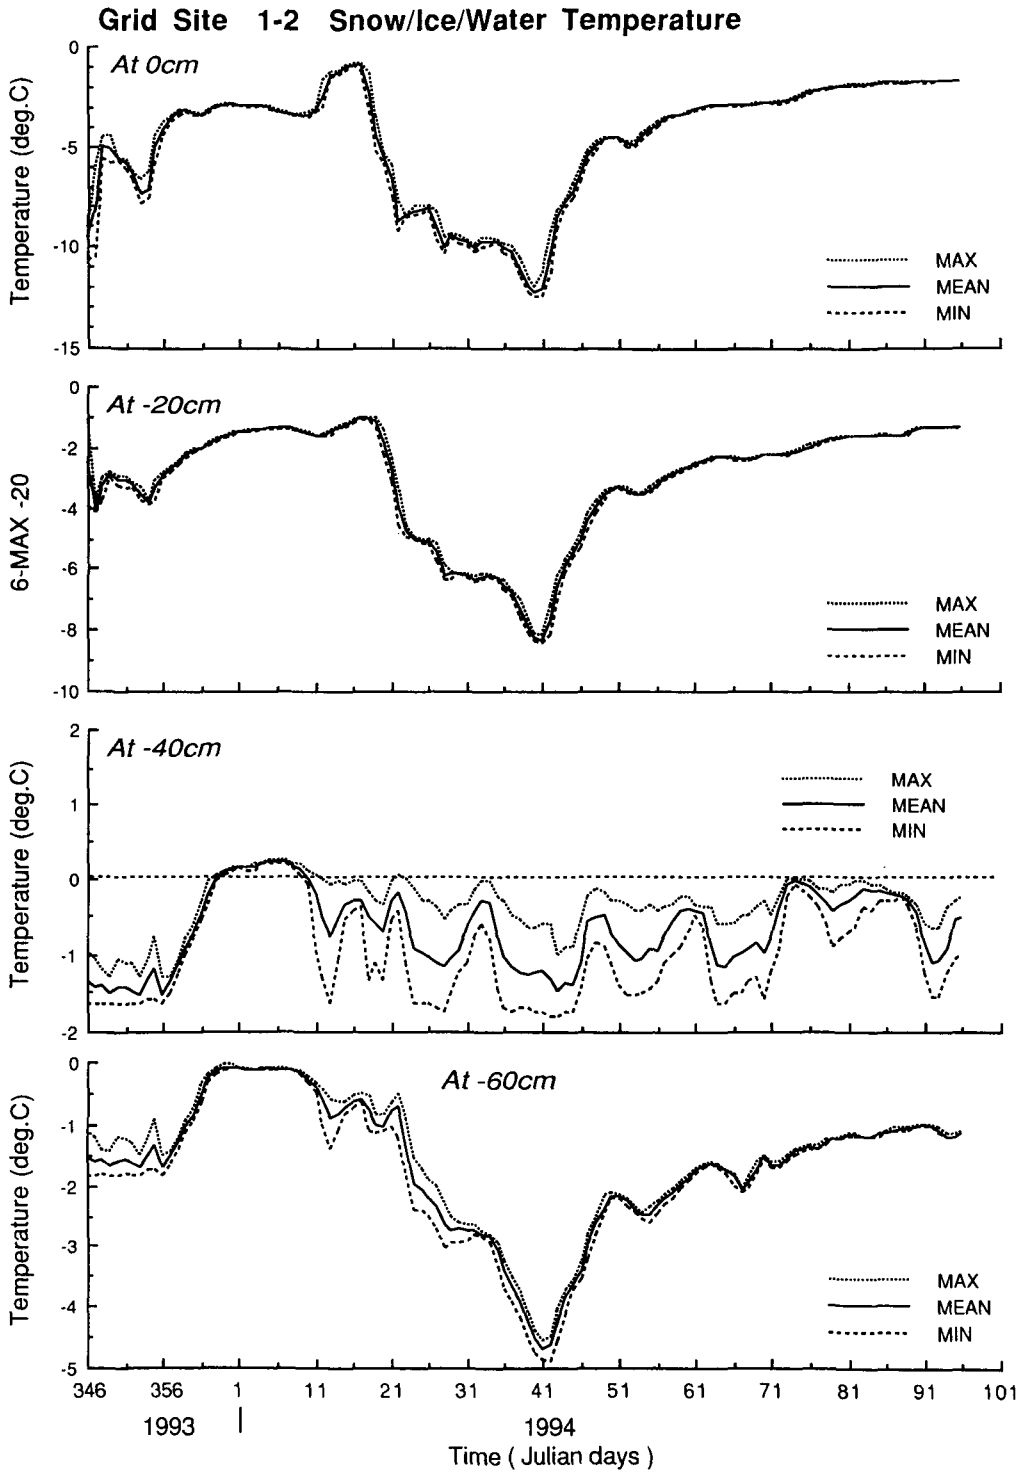 Grid Site 1-2 Snow/Ice/Water Temperature
At 0cm
Temperature (deg.C)
0
-5
-10
-15
MAX
MEAN
MIN
At -20cm
6-MAX -20
0
-2
-4
-6
-8
-10
MAX
MEAN
MIN
At -40cm
Temperature (deg.C)
2
1
0
-1
-2
MAX
MEAN
MIN
At -60cm
Temperature (deg.C)
0
-1
-2
-3
-4
-5
MAX
MEAN
MIN
346 356 1 11 21 31 41 51 61 71 81 91 101
1993 | 1994
Time ( Julian days )